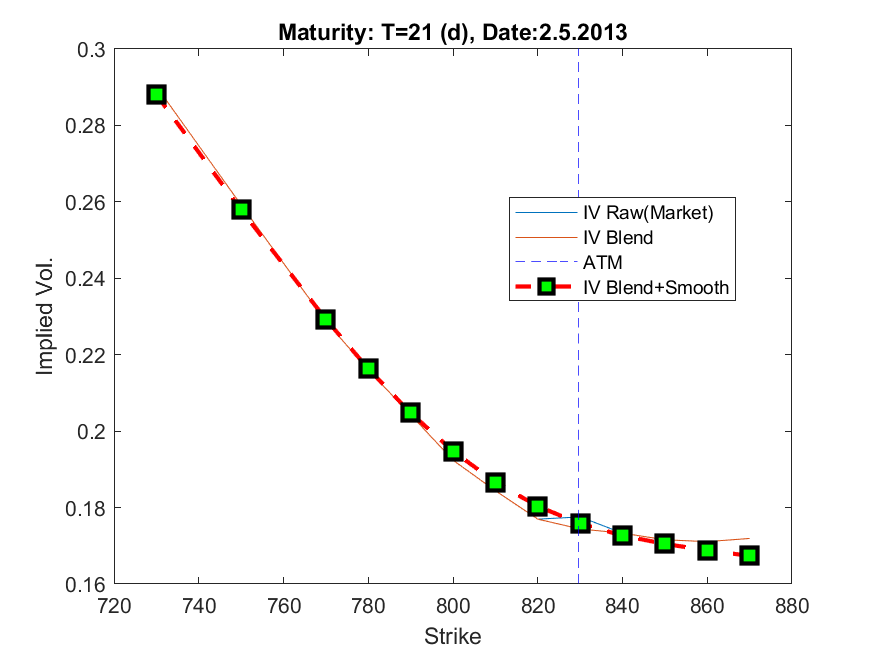 Maturity: T=21 (d), Date:2.5.2013
0.3
0.28
0.26
0.24
0.22
0.2
0.18
0.16
Implied Vol.
IV Raw(Market)
IV Blend
ATM
IV Blend+Smooth
720
740
760
780
800
820
840
860
880
Strike